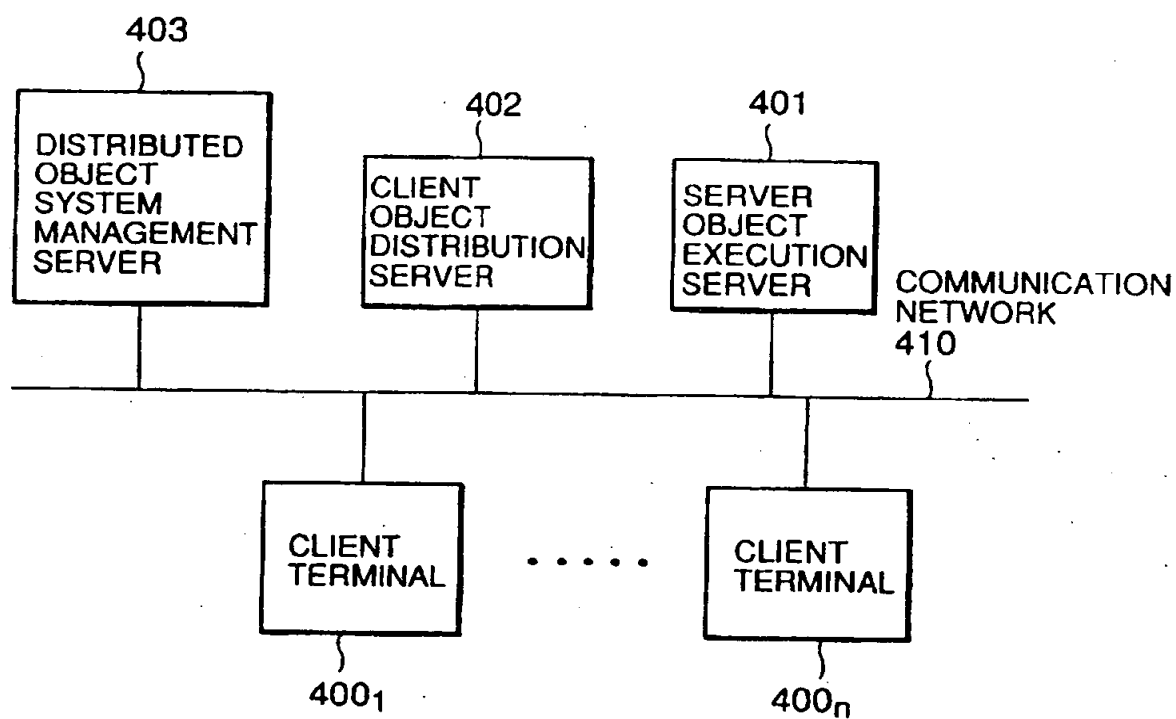 403
DISTRIBUTED
OBJECT
SYSTEM
MANAGEMENT
SERVER
402
CLIENT
OBJECT
DISTRIBUTION
SERVER
401
SERVER
OBJECT
EXECUTION
SERVER
COMMUNICATION
NETWORK
410
CLIENT
TERMINAL
400₁
CLIENT
TERMINAL
400ₙ